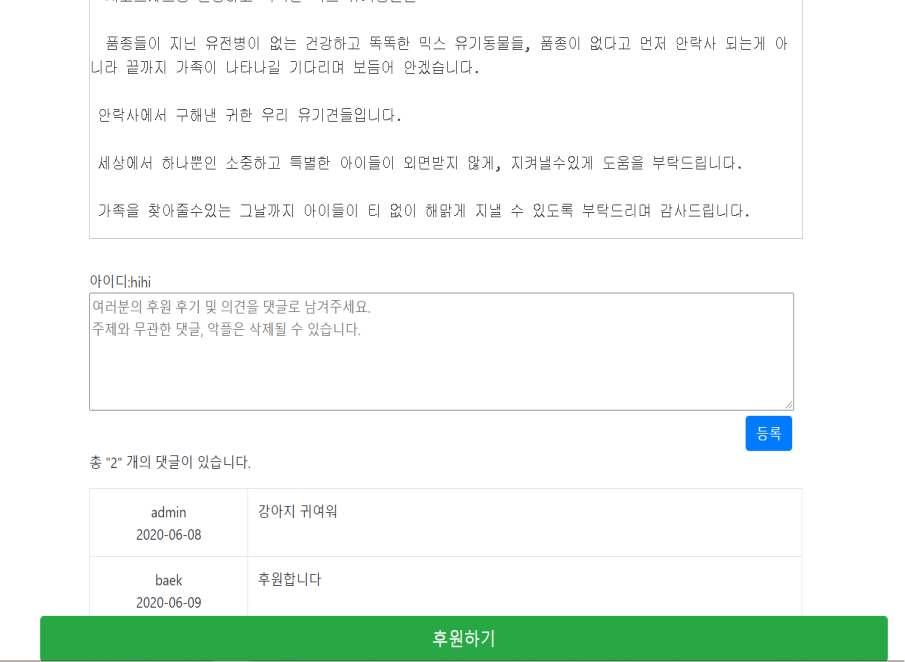 품종들이 지닌 유전병이 없는 건강하고 똑똑한 믹스 유기동물들, 품종이 없다고 먼저 안락사 되는게 아
니라 끝까지 가족이 나타나길 기다리며 보듬어 안겠습니다.
안락사에서 구해낸 귀한 우리 유기견들입니다.
세상에서 하나뿐인 소중하고 특별한 아이들이 외면받지 않게, 지켜낼수있게 도움을 부탁드립니다.
가족을 찾아줄수있는 그날까지 아이들이 티 없이 해맑게 지낼 수 있도록 부탁드리며 감사드립니다.
아이디:hihi
여러분의 후원 후기 및 의견을 댓글로 남겨주세요.
주제와 무관한 댓글, 악플은 삭제될 수 있습니다.
등록
총 "2" 개의 댓글이 있습니다.
admin
2020-06-08
강아지 귀여워
baek
2020-06-09
후원합니다
후원하기